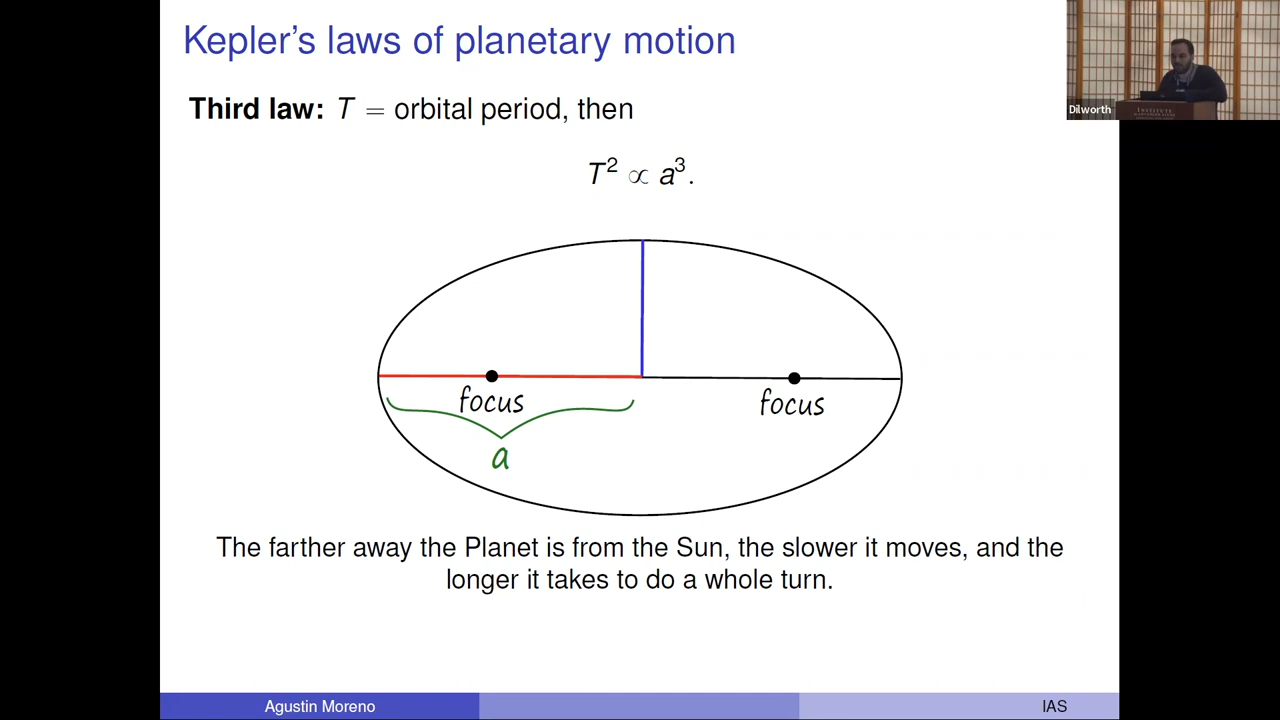 Kepler's laws of planetary motion
Dilworth
INSTITUTE
Third law: T = orbital period, then
T² ∝ a³.
focus
focus
a
The farther away the Planet is from the Sun, the slower it moves, and the
longer it takes to do a whole turn.
Agustin Moreno
IAS